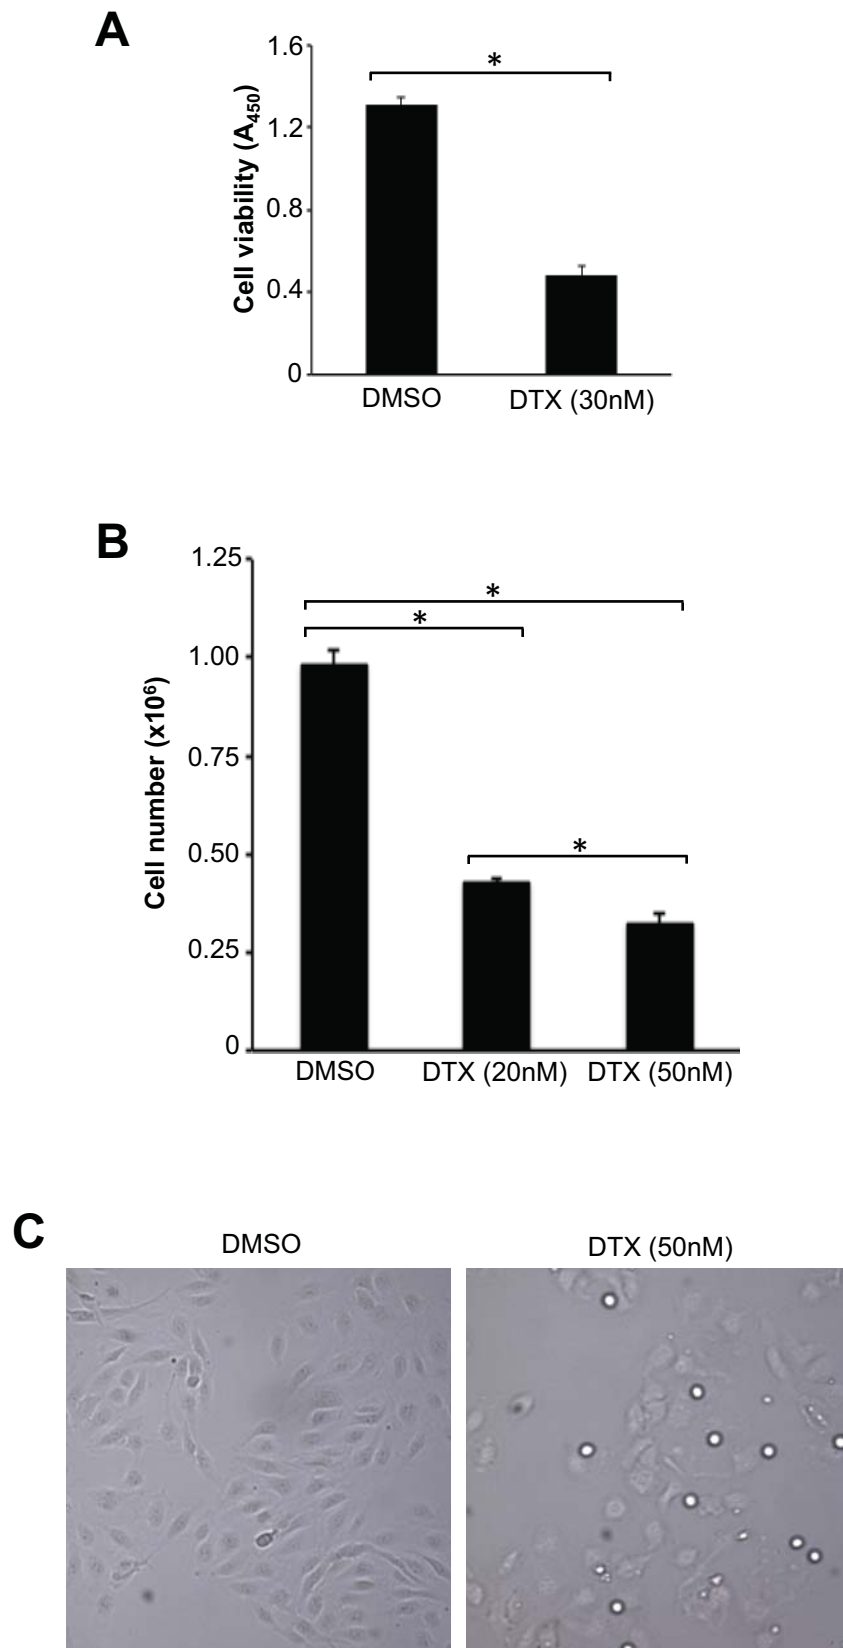 A
Cell viability (A450)
1.6
*
1.2
0.8
0.4
0
DMSO DTX (30nM)
B
Cell number (x10⁶)
1.25
*
*
1.00
0.75
*
0.50
0.25
0
DMSO DTX (20nM) DTX (50nM)
C
DMSO DTX (50nM)